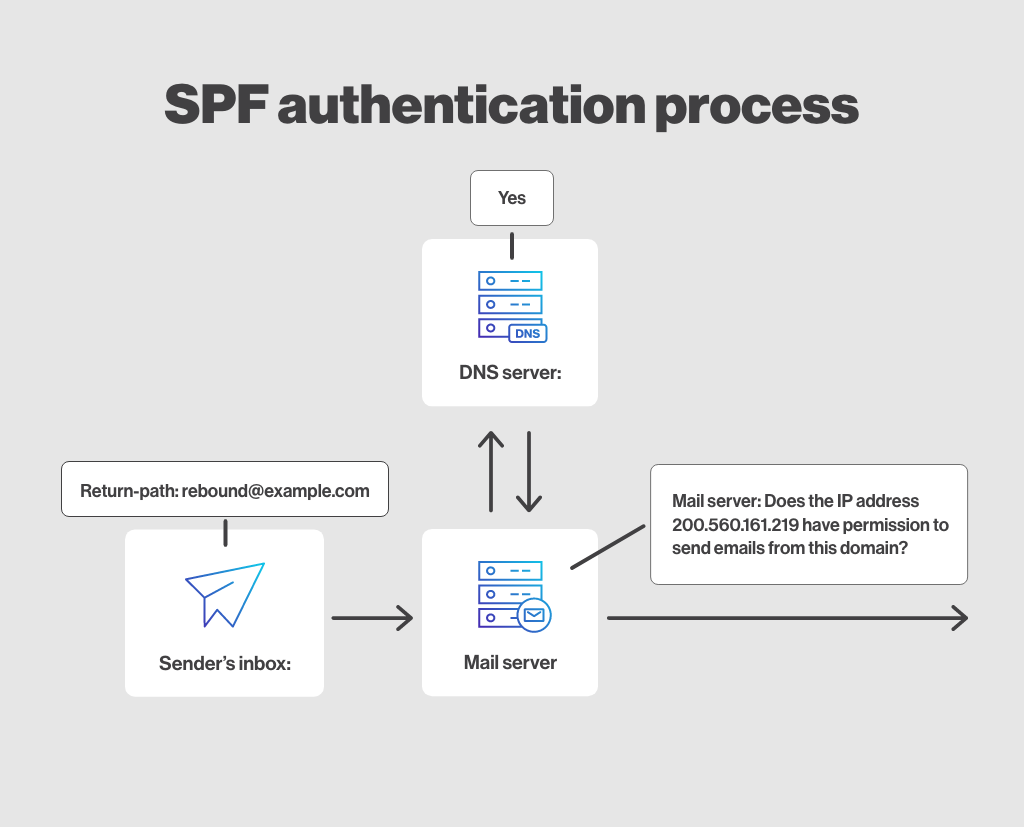 SPF authentication process
Yes
DNS
DNS server:
Return-path: rebound@example.com
Mail server: Does the IP address
200.560.161.219 have permission to
send emails from this domain?
Sender’s inbox:
Mail server